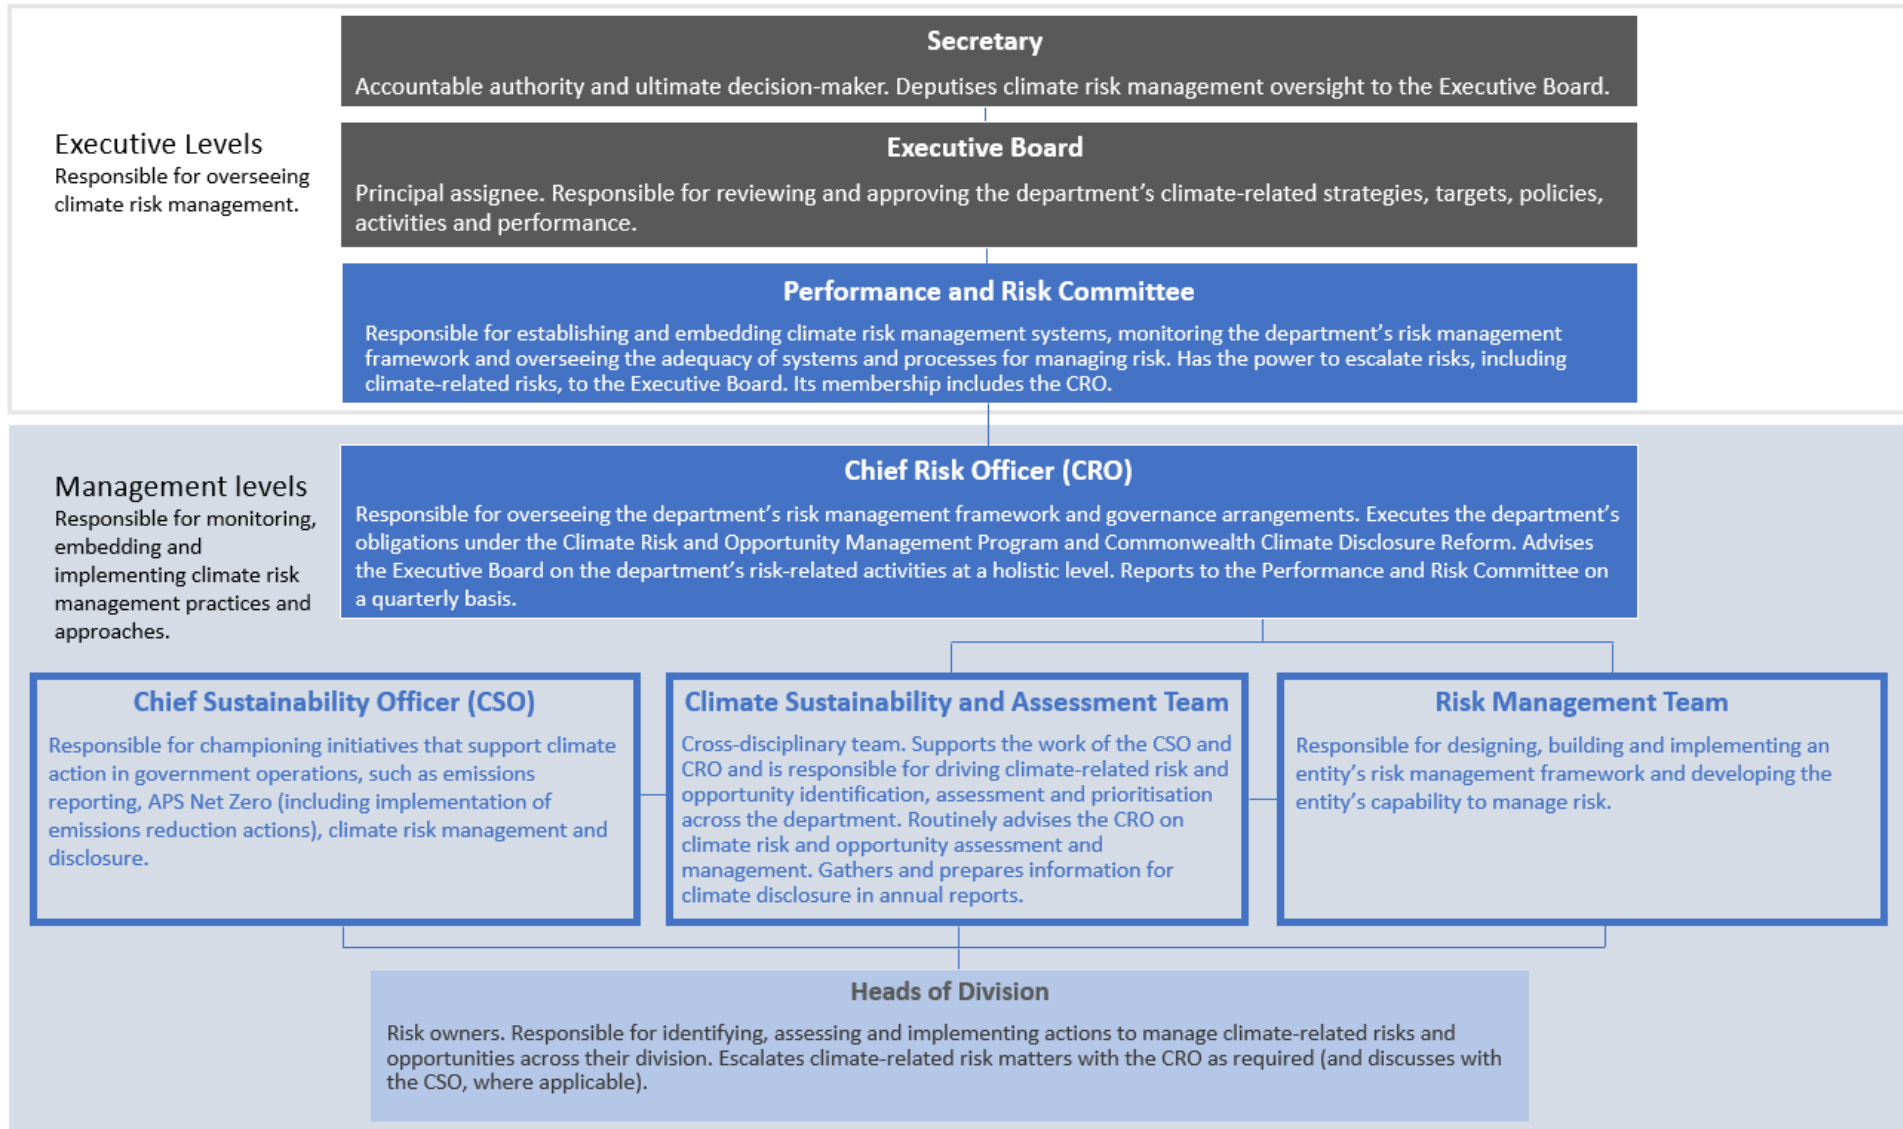 Secretary
Accountable authority and ultimate decision-maker. Deputises climate risk management oversight to the Executive Board.
Executive Levels
Responsible for overseeing
climate risk management.
Executive Board
Principal assignee. Responsible for reviewing and approving the department’s climate-related strategies, targets, policies,
activities and performance.
Performance and Risk Committee
Responsible for establishing and embedding climate risk management systems, monitoring the department’s risk management
framework and overseeing the adequacy of systems and processes for managing risk. Has the power to escalate risks, including
climate-related risks, to the Executive Board. Its membership includes the CRO.
Management levels
Responsible for monitoring,
embedding and
implementing climate risk
management practices and
approaches.
Chief Risk Officer (CRO)
Responsible for overseeing the department’s risk management framework and governance arrangements. Executes the department’s
obligations under the Climate Risk and Opportunity Management Program and Commonwealth Climate Disclosure Reform. Advises
the Executive Board on the department’s risk-related activities at a holistic level. Reports to the Performance and Risk Committee on
a quarterly basis.
Chief Sustainability Officer (CSO)
Responsible for championing initiatives that support climate
action in government operations, such as emissions
reporting, APS Net Zero (including implementation of
emissions reduction actions), climate risk management and
disclosure.
Climate Sustainability and Assessment Team
Cross-disciplinary team. Supports the work of the CSO and
CRO and is responsible for driving climate-related risk and
opportunity identification, assessment and prioritisation
across the department. Routinely advises the CRO on
climate risk and opportunity assessment and
management. Gathers and prepares information for
climate disclosure in annual reports.
Risk Management Team
Responsible for designing, building and implementing an
entity’s risk management framework and developing the
entity’s capability to manage risk.
Heads of Division
Risk owners. Responsible for identifying, assessing and implementing actions to manage climate-related risks and
opportunities across their division. Escalates climate-related risk matters with the CRO as required (and discusses with
the CSO, where applicable).